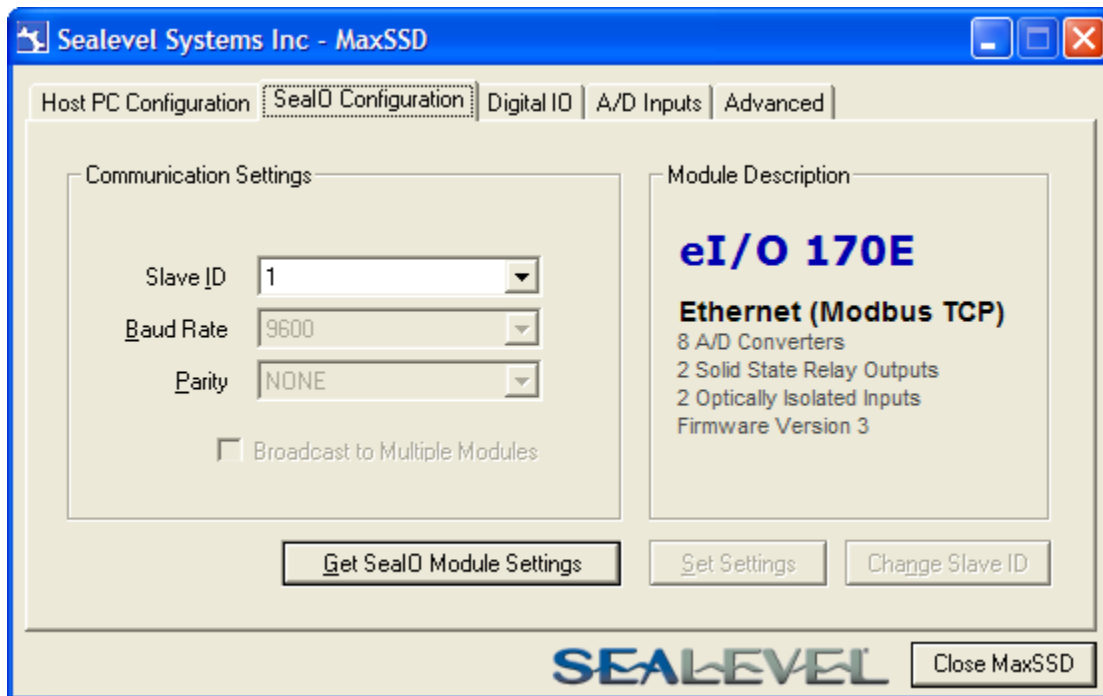 Sealevel Systems Inc - MaxSSD
Host PC Configuration
SeaIO Configuration
Digital IO
A/D Inputs
Advanced
Communication Settings
Slave ID
1
Baud Rate
9600
Parity
NONE
Broadcast to Multiple Modules
Module Description
eI/O 170E
Ethernet (Modbus TCP)
8 A/D Converters
2 Solid State Relay Outputs
2 Optically Isolated Inputs
Firmware Version 3
Get SeaIO Module Settings
Set Settings
Change Slave ID
SEALEVEL
Close MaxSSD